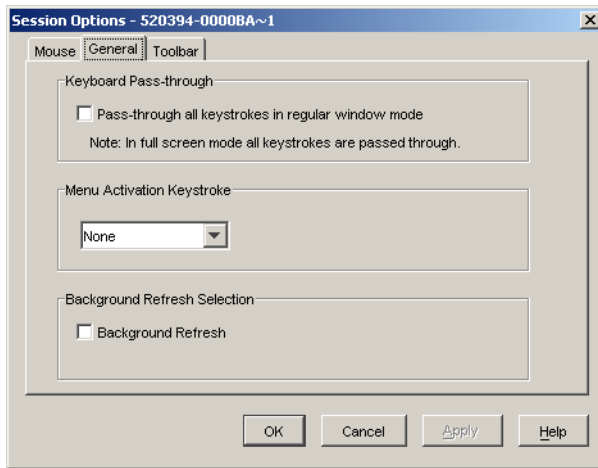 Session Options - 520394-0000BA~1
Mouse General Toolbar
Keyboard Pass-through
Pass-through all keystrokes in regular window mode
Note: In full screen mode all keystrokes are passed through.
Menu Activation Keystroke
None
Background Refresh Selection
Background Refresh
OK Cancel Apply Help